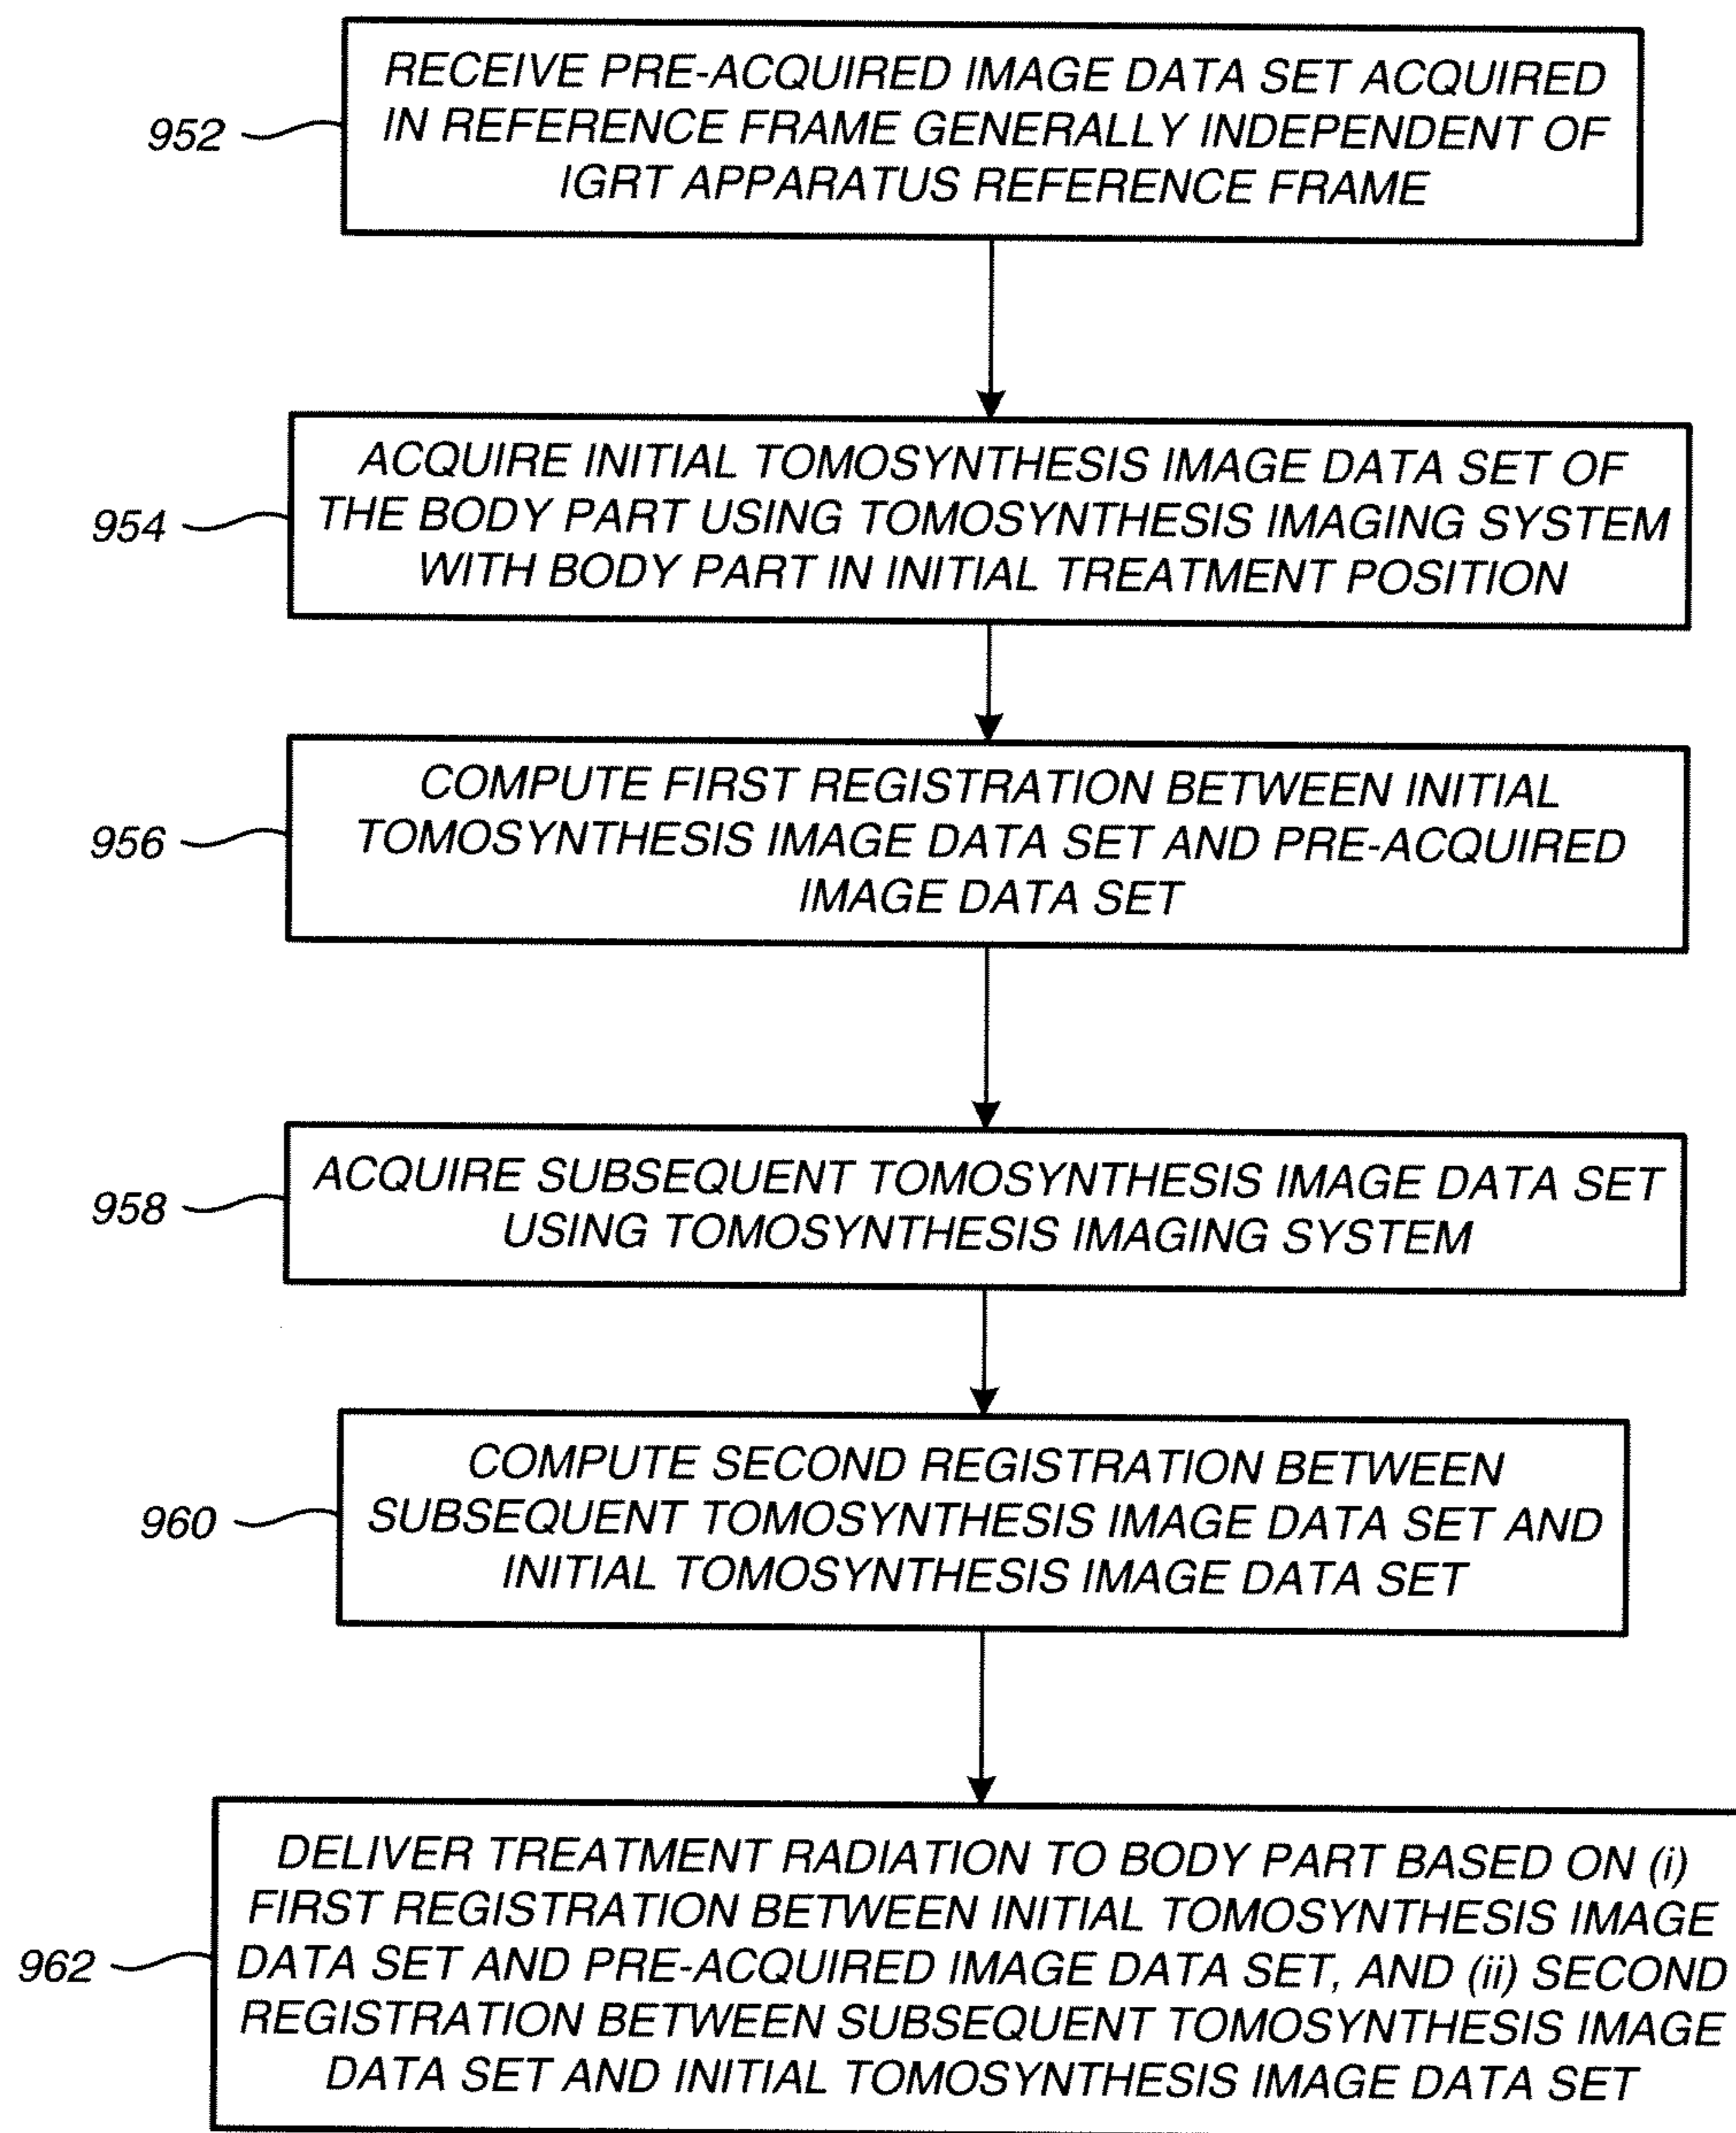 RECEIVE PRE-ACQUIRED IMAGE DATA SET ACQUIRED
IN REFERENCE FRAME GENERALLY INDEPENDENT OF
IGRT APPARATUS REFERENCE FRAME
952
ACQUIRE INITIAL TOMOSYNTHESIS IMAGE DATA SET OF
THE BODY PART USING TOMOSYNTHESIS IMAGING SYSTEM
WITH BODY PART IN INITIAL TREATMENT POSITION
954
COMPUTE FIRST REGISTRATION BETWEEN INITIAL
TOMOSYNTHESIS IMAGE DATA SET AND PRE-ACQUIRED
IMAGE DATA SET
956
ACQUIRE SUBSEQUENT TOMOSYNTHESIS IMAGE DATA SET
USING TOMOSYNTHESIS IMAGING SYSTEM
958
COMPUTE SECOND REGISTRATION BETWEEN
SUBSEQUENT TOMOSYNTHESIS IMAGE DATA SET AND
INITIAL TOMOSYNTHESIS IMAGE DATA SET
960
DELIVER TREATMENT RADIATION TO BODY PART BASED ON (i)
FIRST REGISTRATION BETWEEN INITIAL TOMOSYNTHESIS IMAGE
DATA SET AND PRE-ACQUIRED IMAGE DATA SET, AND (ii) SECOND
REGISTRATION BETWEEN SUBSEQUENT TOMOSYNTHESIS IMAGE
DATA SET AND INITIAL TOMOSYNTHESIS IMAGE DATA SET
962